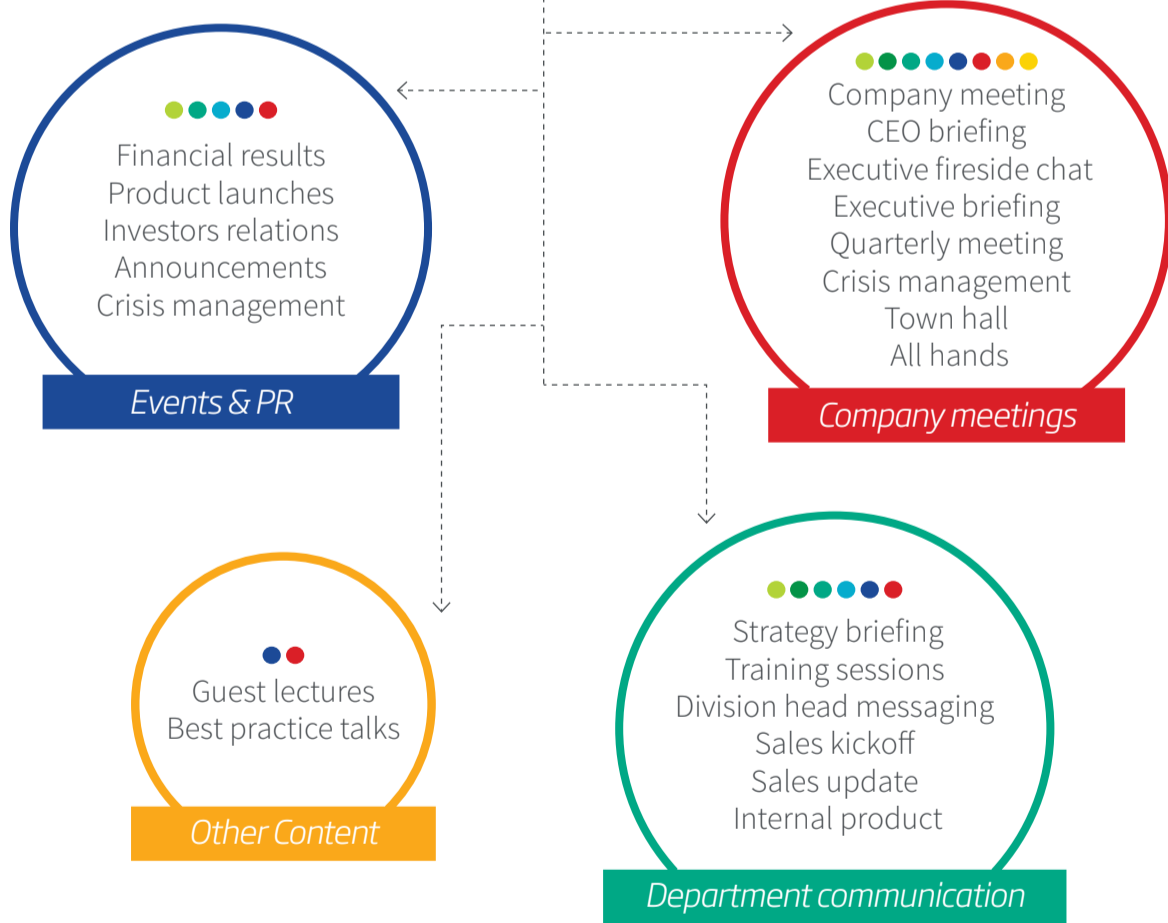 Financial results
Product launches
Investors relations
Announcements
Crisis management
Events & PR
Company meeting
CEO briefing
Executive fireside chat
Executive briefing
Quarterly meeting
Crisis management
Town hall
All hands
Company meetings
Guest lectures
Best practice talks
Other Content
Strategy briefing
Training sessions
Division head messaging
Sales kickoff
Sales update
Internal product
Department communication